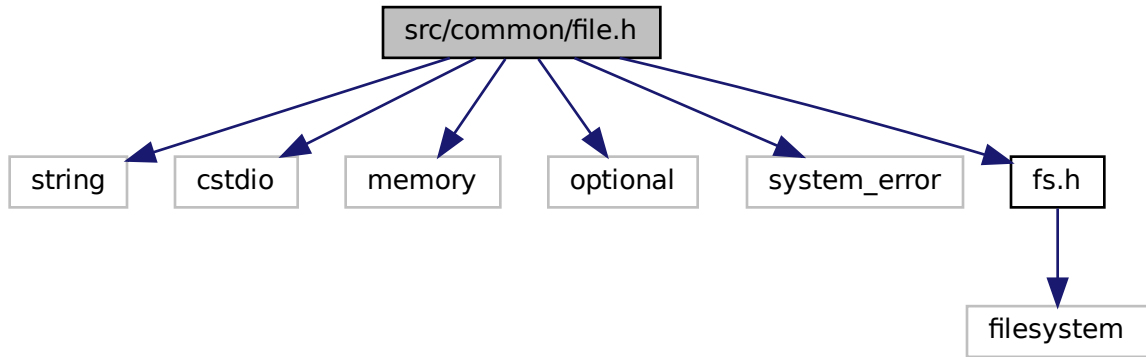 src/common/file.h
string
cstdio
memory
optional
system_error
fs.h
filesystem